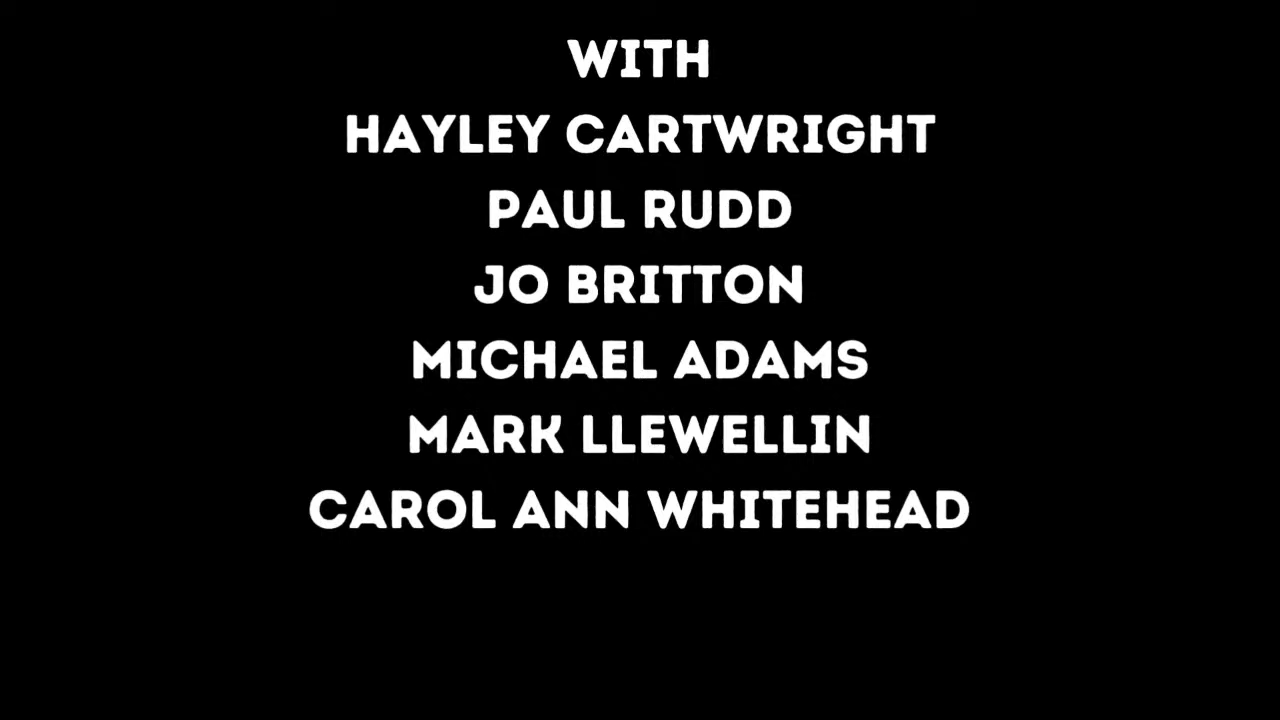 WITH
HAYLEY CARTWRIGHT
PAUL RUDD
JO BRITTON
MICHAEL ADAMS
MARK LLEWELLIN
CAROL ANN WHITEHEAD